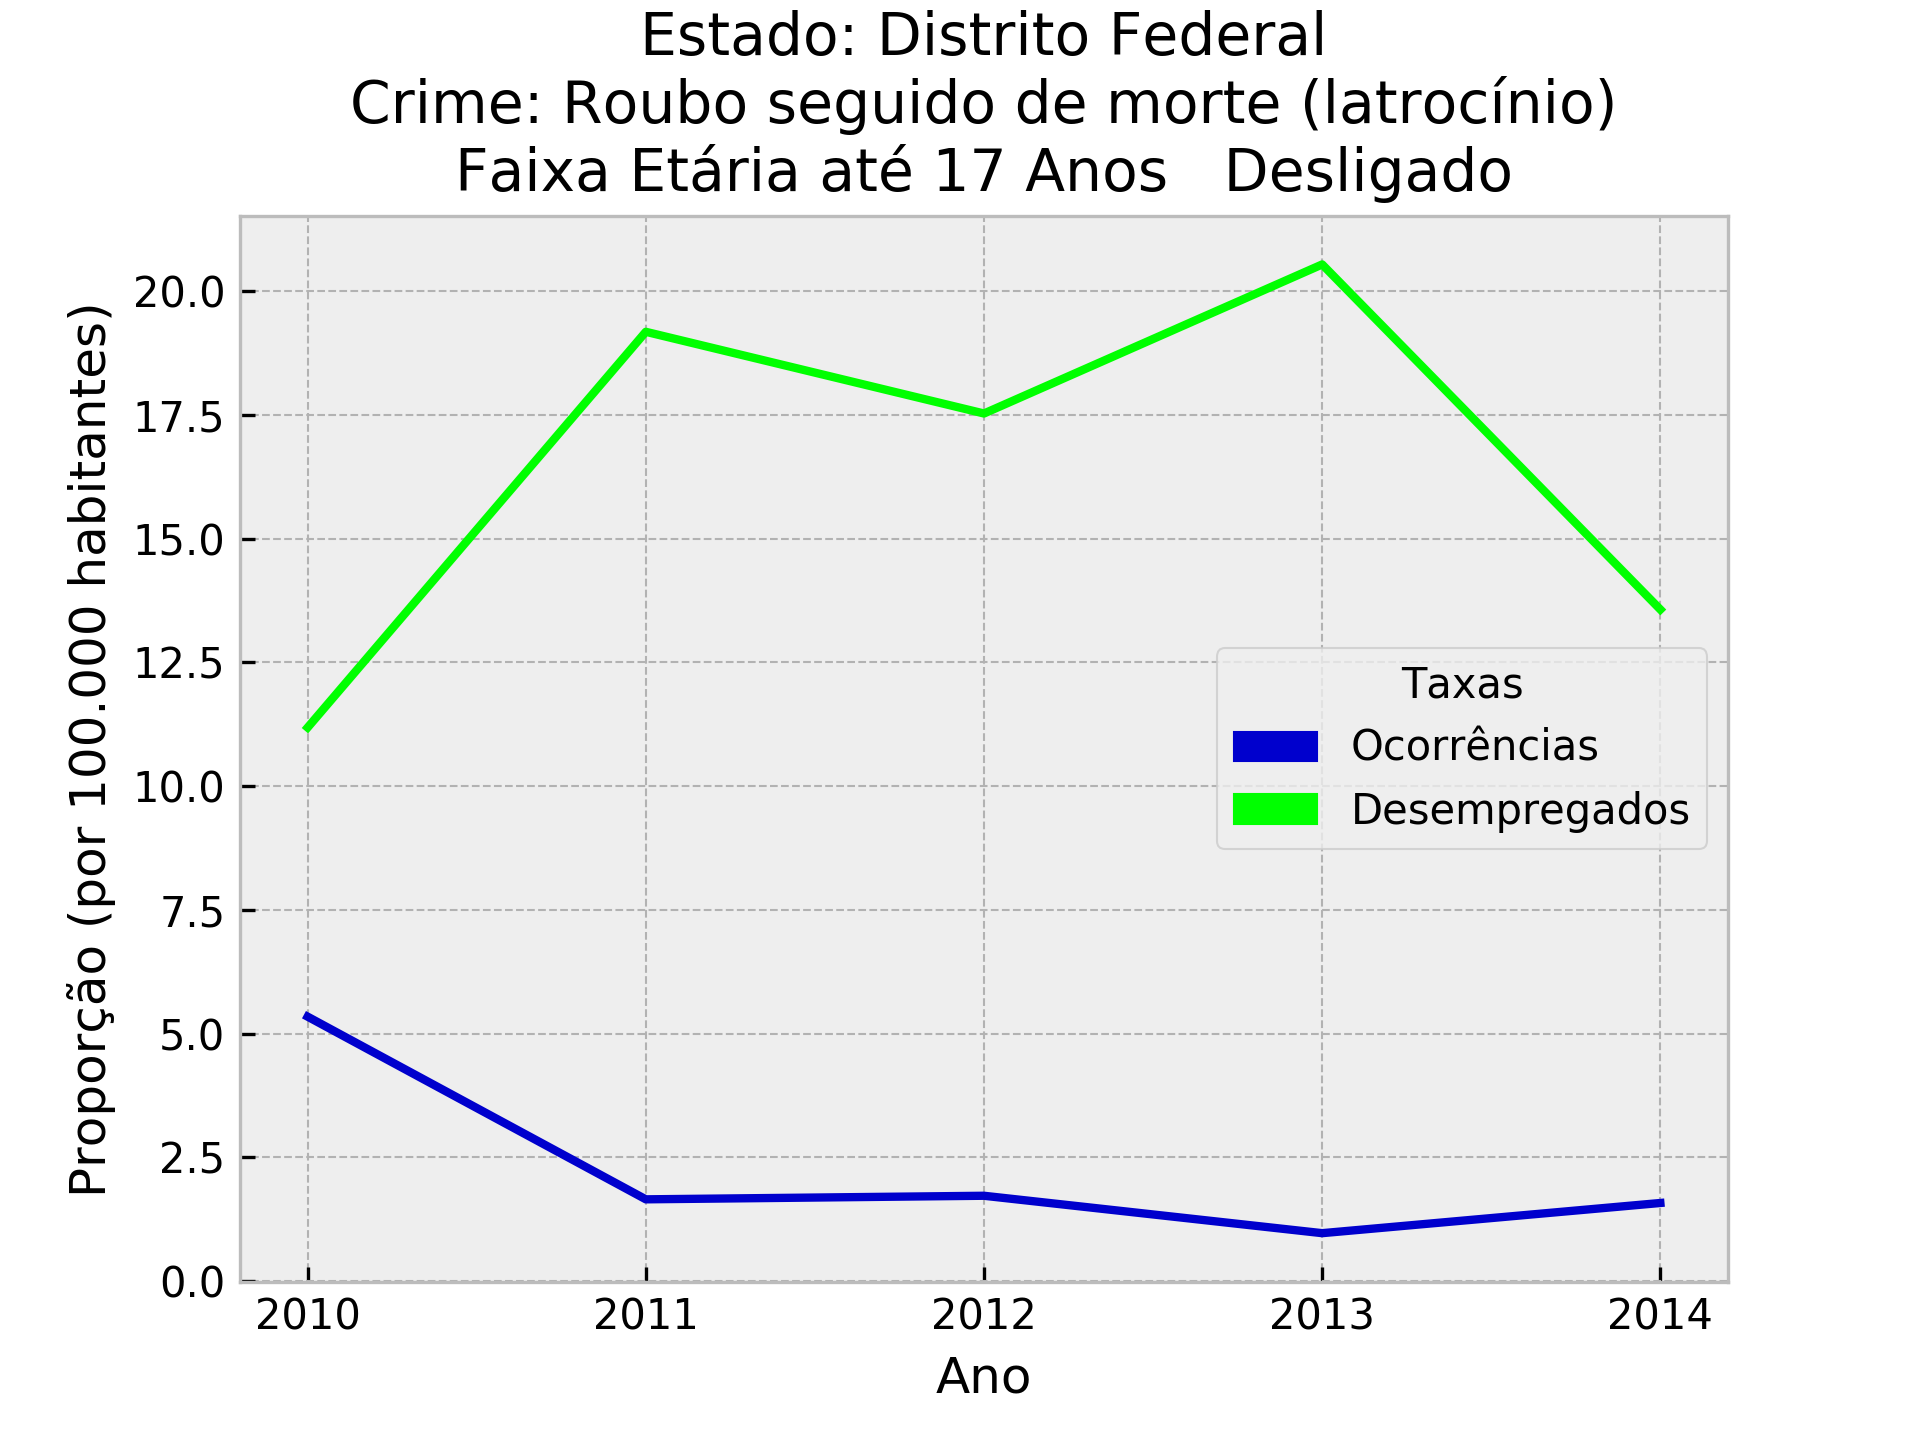 Estado: Distrito Federal
Crime: Roubo seguido de morte (latrocínio)
Faixa Etária até 17 Anos   Desligado
Proporção (por 100.000 habitantes)
20.0
17.5
15.0
12.5
10.0
7.5
5.0
2.5
0.0
Taxas
Ocorrências
Desempregados
2010 2011 2012 2013 2014
Ano